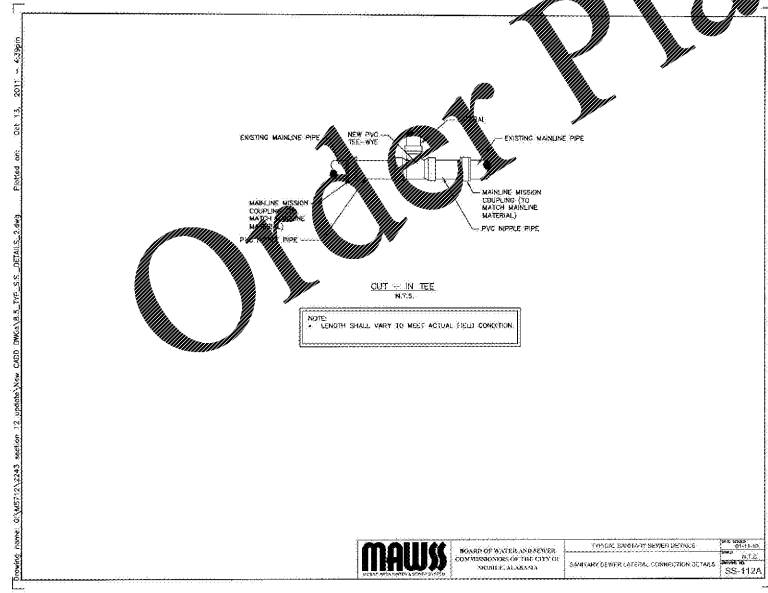 Order Pla
EXISTING MAINLINE PIPE
NEW PVC
TEE-WYE
EXISTING MAINLINE PIPE
MAINLINE MISSION
COUPLING (TO
MATCH MAINLINE
MATERIAL)
PVC NIPPLE PIPE
MAINLINE MISSION
COUPLING
MATCH
MATERIAL)
PIPE
CUT - IN TEE
N.T.S.
NOTE:
* LENGTH SHALL VARY TO MEET ACTUAL FIELD CONDITION.
Drawing name: G:\M5712\2243 section 12 update\New CADD DWGs\8.5_TYP_S.S._DETAILS_2.dwg Plotted on: Oct 13, 2011 - 4:39pm
MAWSS
BOARD OF WATER AND SEWER
COMMISSIONERS OF THE CITY OF
MOBILE, ALABAMA
TYPICAL SANITARY SEWER DETAILS
SANITARY SEWER LATERAL CONNECTION DETAILS
N.T.S.
SS-112A